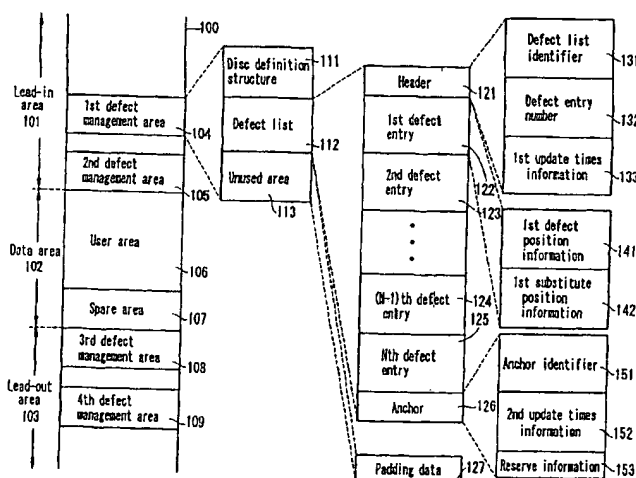 100
Lead-in
area
101
1st defect
management area
104
2nd defect
management area
105
Data area
102
User area
106
Spare area
107
3rd defect
management area
108
Lead-out
area
103
4th defect
management area
109
Disc definition
structure
111
Defect list
112
Unused area
113
Header
121
1st defect
entry
122
2nd defect
entry
123
(N-1)th defect
entry
124
Nth defect
entry
125
Anchor
126
Padding data
127
Defect list
identifier
131
Defect entry
number
132
1st update times
information
133
1st defect
position
information
141
1st substitute
position
information
142
Anchor identifier
151
2nd update times
information
152
Reserve information
153